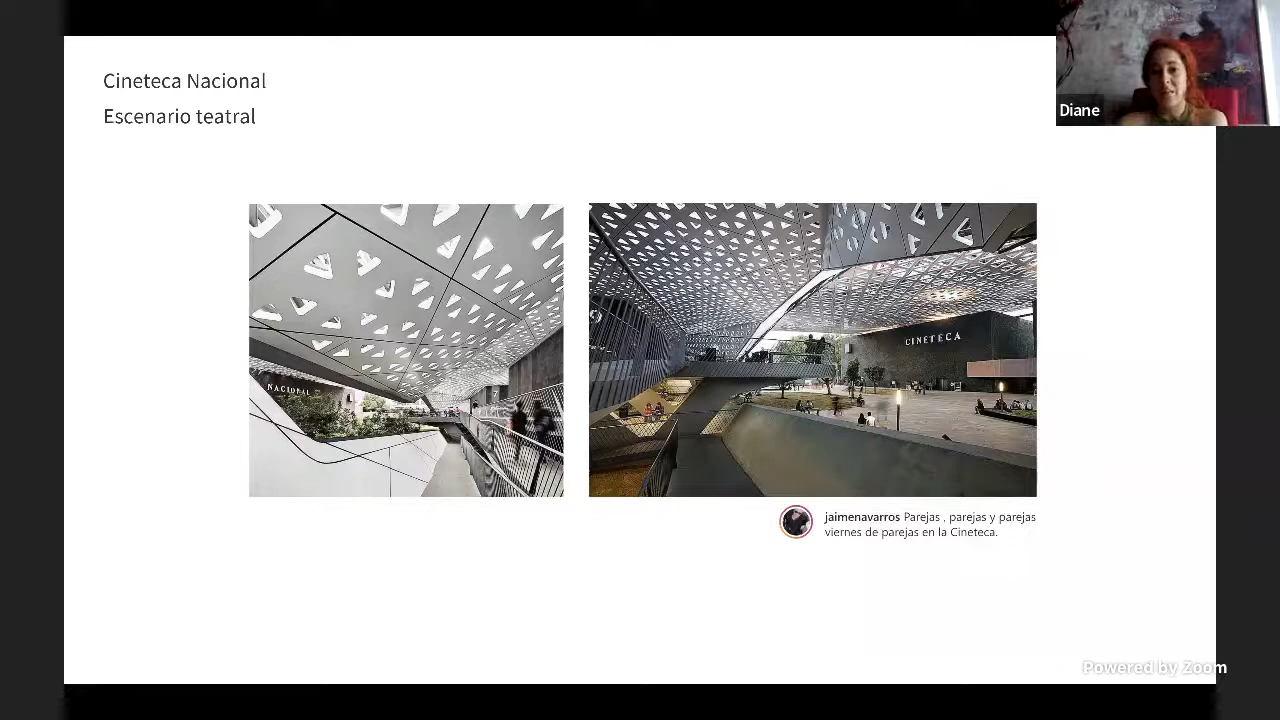 Cineteca Nacional
Escenario teatral
Diane
NACIONAL
CINETECA
jaimenavarros Parejas , parejas y parejas
viernes de parejas en la Cineteca.
Powered by Zoom